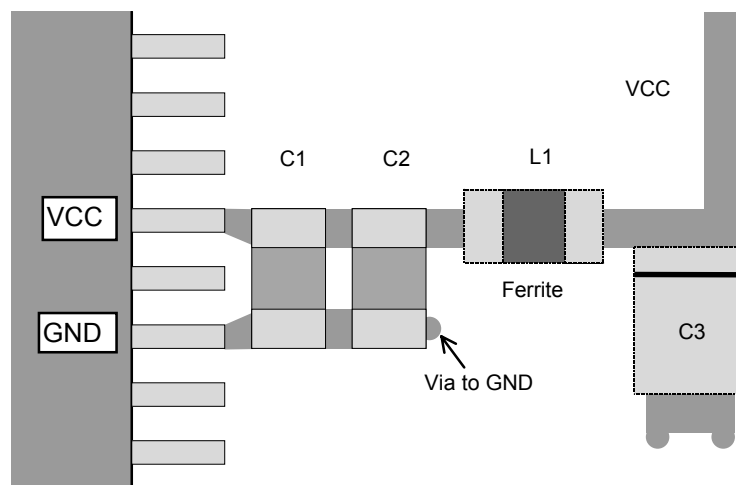 VCC
C1
C2
L1
VCC
Ferrite
GND
C3
Via to GND